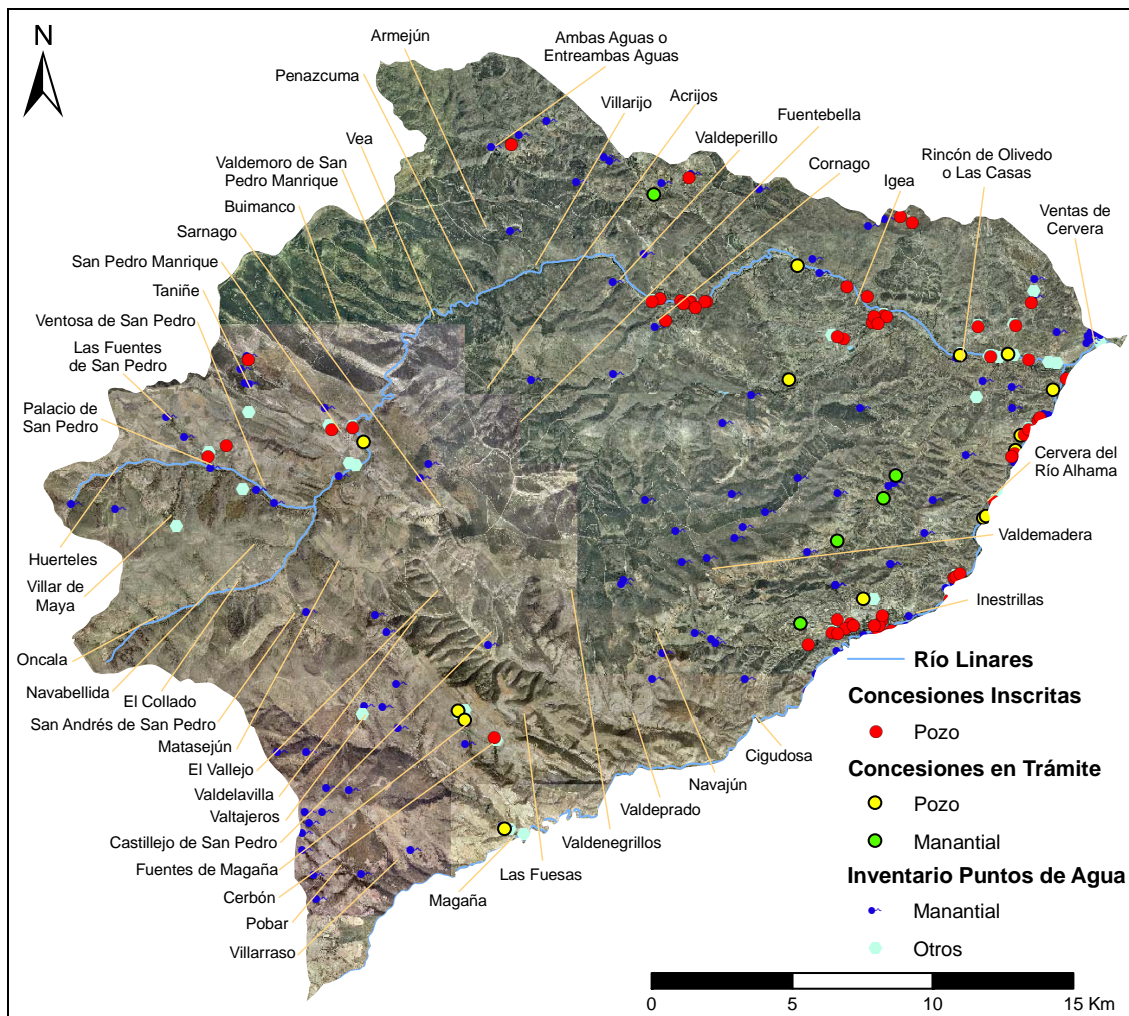 N
Armejún
Ambas Aguas o
Entreambas Aguas
Penazcuma
Villarijo
Acrijos
Fuentebella
Vea
Valdeperillo
Cornago
Rincón de Olivedo
o Las Casas
Valdemoro de San
Pedro Manrique
Igea
Buimanco
Ventas de
Cervera
Sarnago
San Pedro Manrique
Taniñe
Ventosa de San Pedro
Las Fuentes
de San Pedro
Palacio de
San Pedro
Cervera del
Río Alhama
Huerteles
Valdemadera
Villar de
Maya
Inestrillas
Oncala
Navabellida
El Collado
San Andrés de San Pedro
Matasejún
El Vallejo
Valdelavilla
Valtajeros
Castillejo de San Pedro
Fuentes de Magaña
Cerbón
Pobar
Villarraso
Magaña
Las Fuesas
Valdenegrillos
Valdeprado
Navajún
Cigudosa
Río Linares
Concesiones Inscritas
Pozo
Concesiones en Trámite
Pozo
Manantial
Inventario Puntos de Agua
Manantial
Otros
0 5 10 15 Km